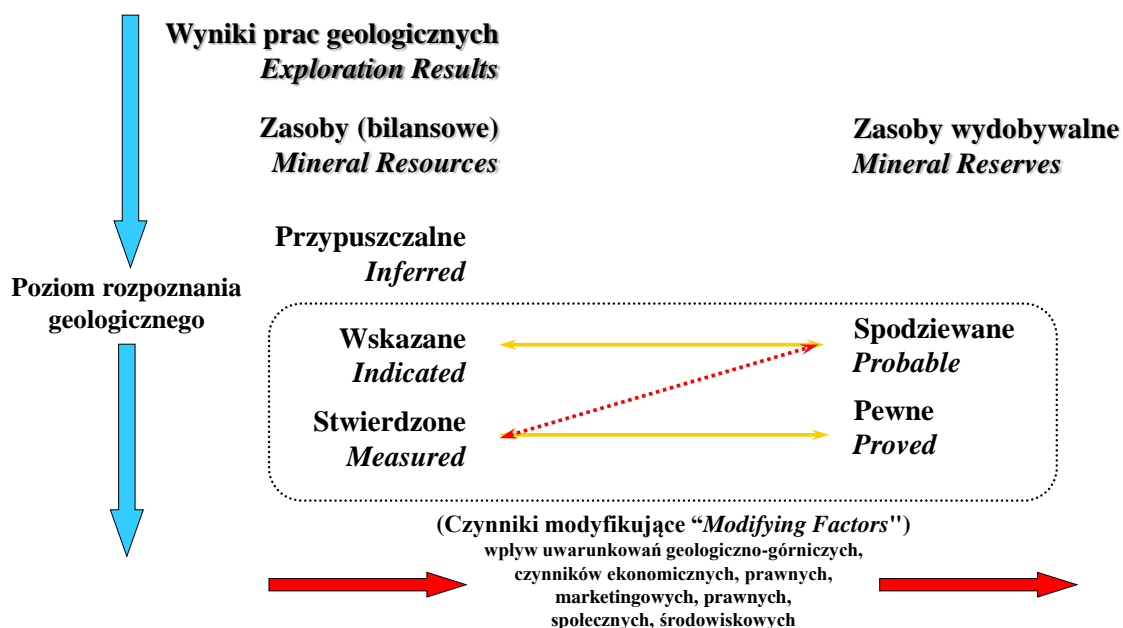 Wyniki prac geologicznych
Exploration Results
Zasoby (bilansowe)
Mineral Resources
Zasoby wydobywalne
Mineral Reserves
Przypuszczalne
Inferred
Poziom rozpoznania
geologicznego
Wskazane
Indicated
Spodziewane
Probable
Stwierdzone
Measured
Pewne
Proved
(Czynniki modyfikujące “Modifying Factors")
wpływ uwarunkowań geologiczno-górniczych,
czynników ekonomicznych, prawnych,
marketingowych, prawnych,
społecznych, środowiskowych